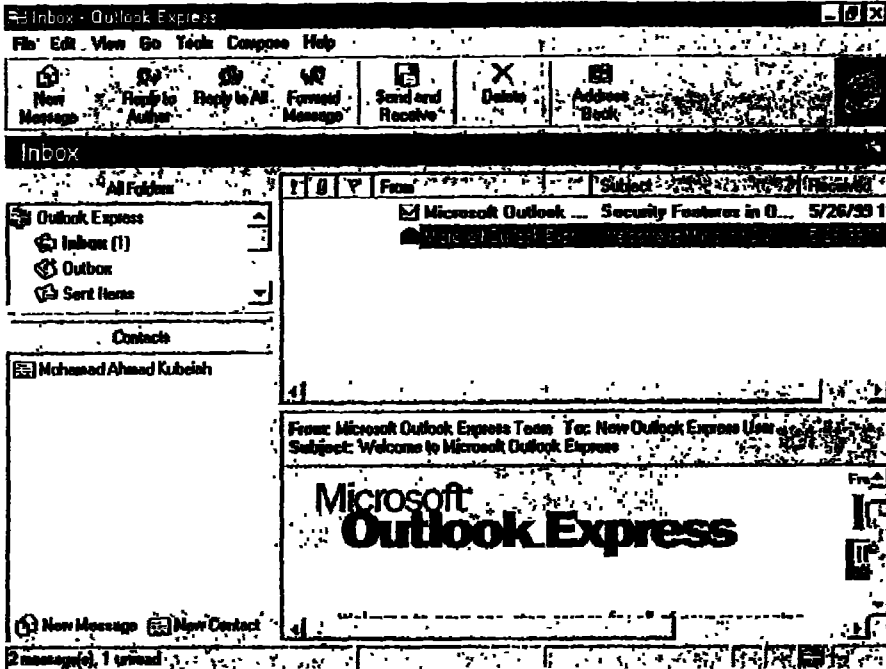 Inbox - Outlook Express
File Edit View Go Tools Compose Help
New Message
Reply to Author
Reply to All
Forward Message
Send and Receive
Delete
Address Book
Inbox
All Folders
From Subject Received
Outlook Express
Inbox (1)
Outbox
Sent Items
Microsoft Outlook ... Security Features in O... 5/26/99 1
Contacts
Mohamad Ahmad Kubeiah
From: Microsoft Outlook Express Team To: New Outlook Express User
Subject: Welcome to Microsoft Outlook Express
Microsoft
Outlook Express
New Message New Contact
2 message(s), 1 unread